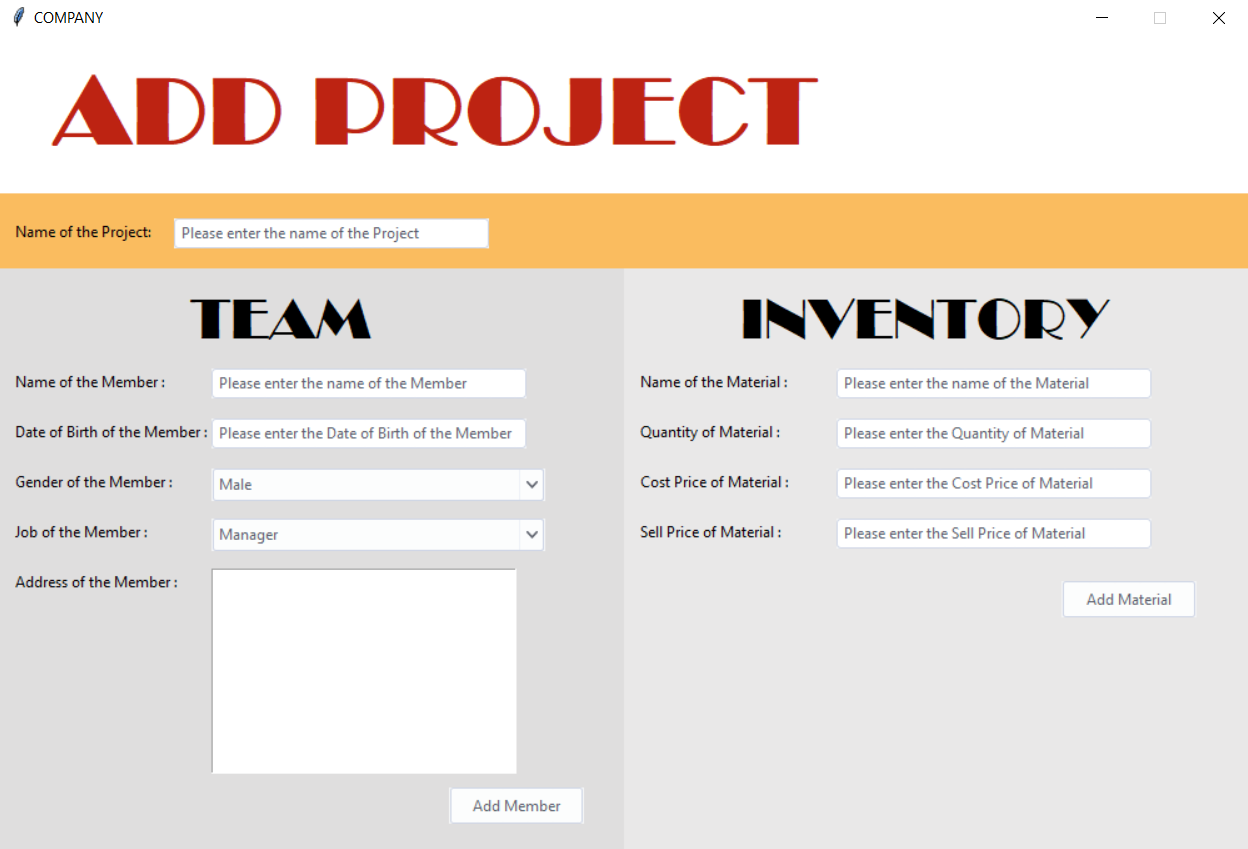 COMPANY
ADD PROJECT
Name of the Project: Please enter the name of the Project
TEAM
Name of the Member : Please enter the name of the Member
Date of Birth of the Member : Please enter the Date of Birth of the Member
Gender of the Member : Male
Job of the Member : Manager
Address of the Member :
Add Member
INVENTORY
Name of the Material : Please enter the name of the Material
Quantity of Material : Please enter the Quantity of Material
Cost Price of Material : Please enter the Cost Price of Material
Sell Price of Material : Please enter the Sell Price of Material
Add Material